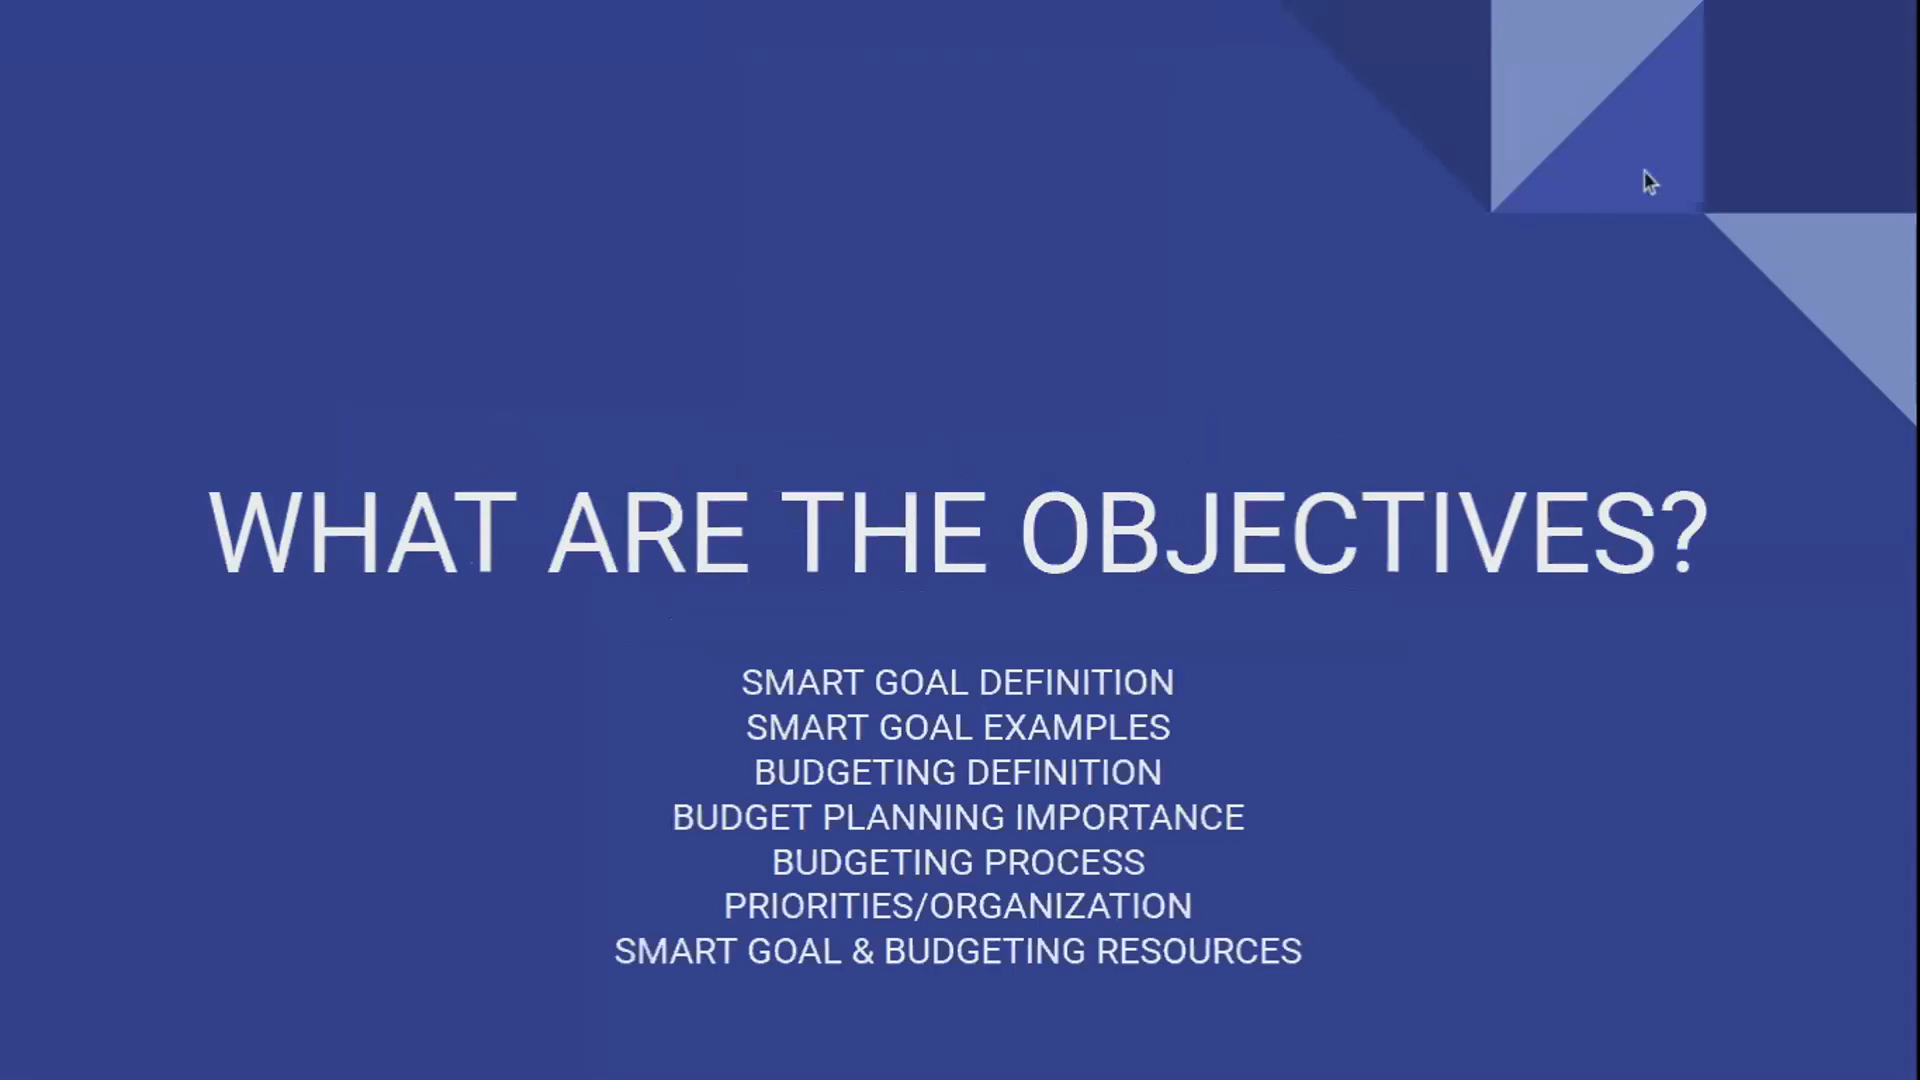 WHAT ARE THE OBJECTIVES?
SMART GOAL DEFINITION
SMART GOAL EXAMPLES
BUDGETING DEFINITION
BUDGET PLANNING IMPORTANCE
BUDGETING PROCESS
PRIORITIES/ORGANIZATION
SMART GOAL & BUDGETING RESOURCES